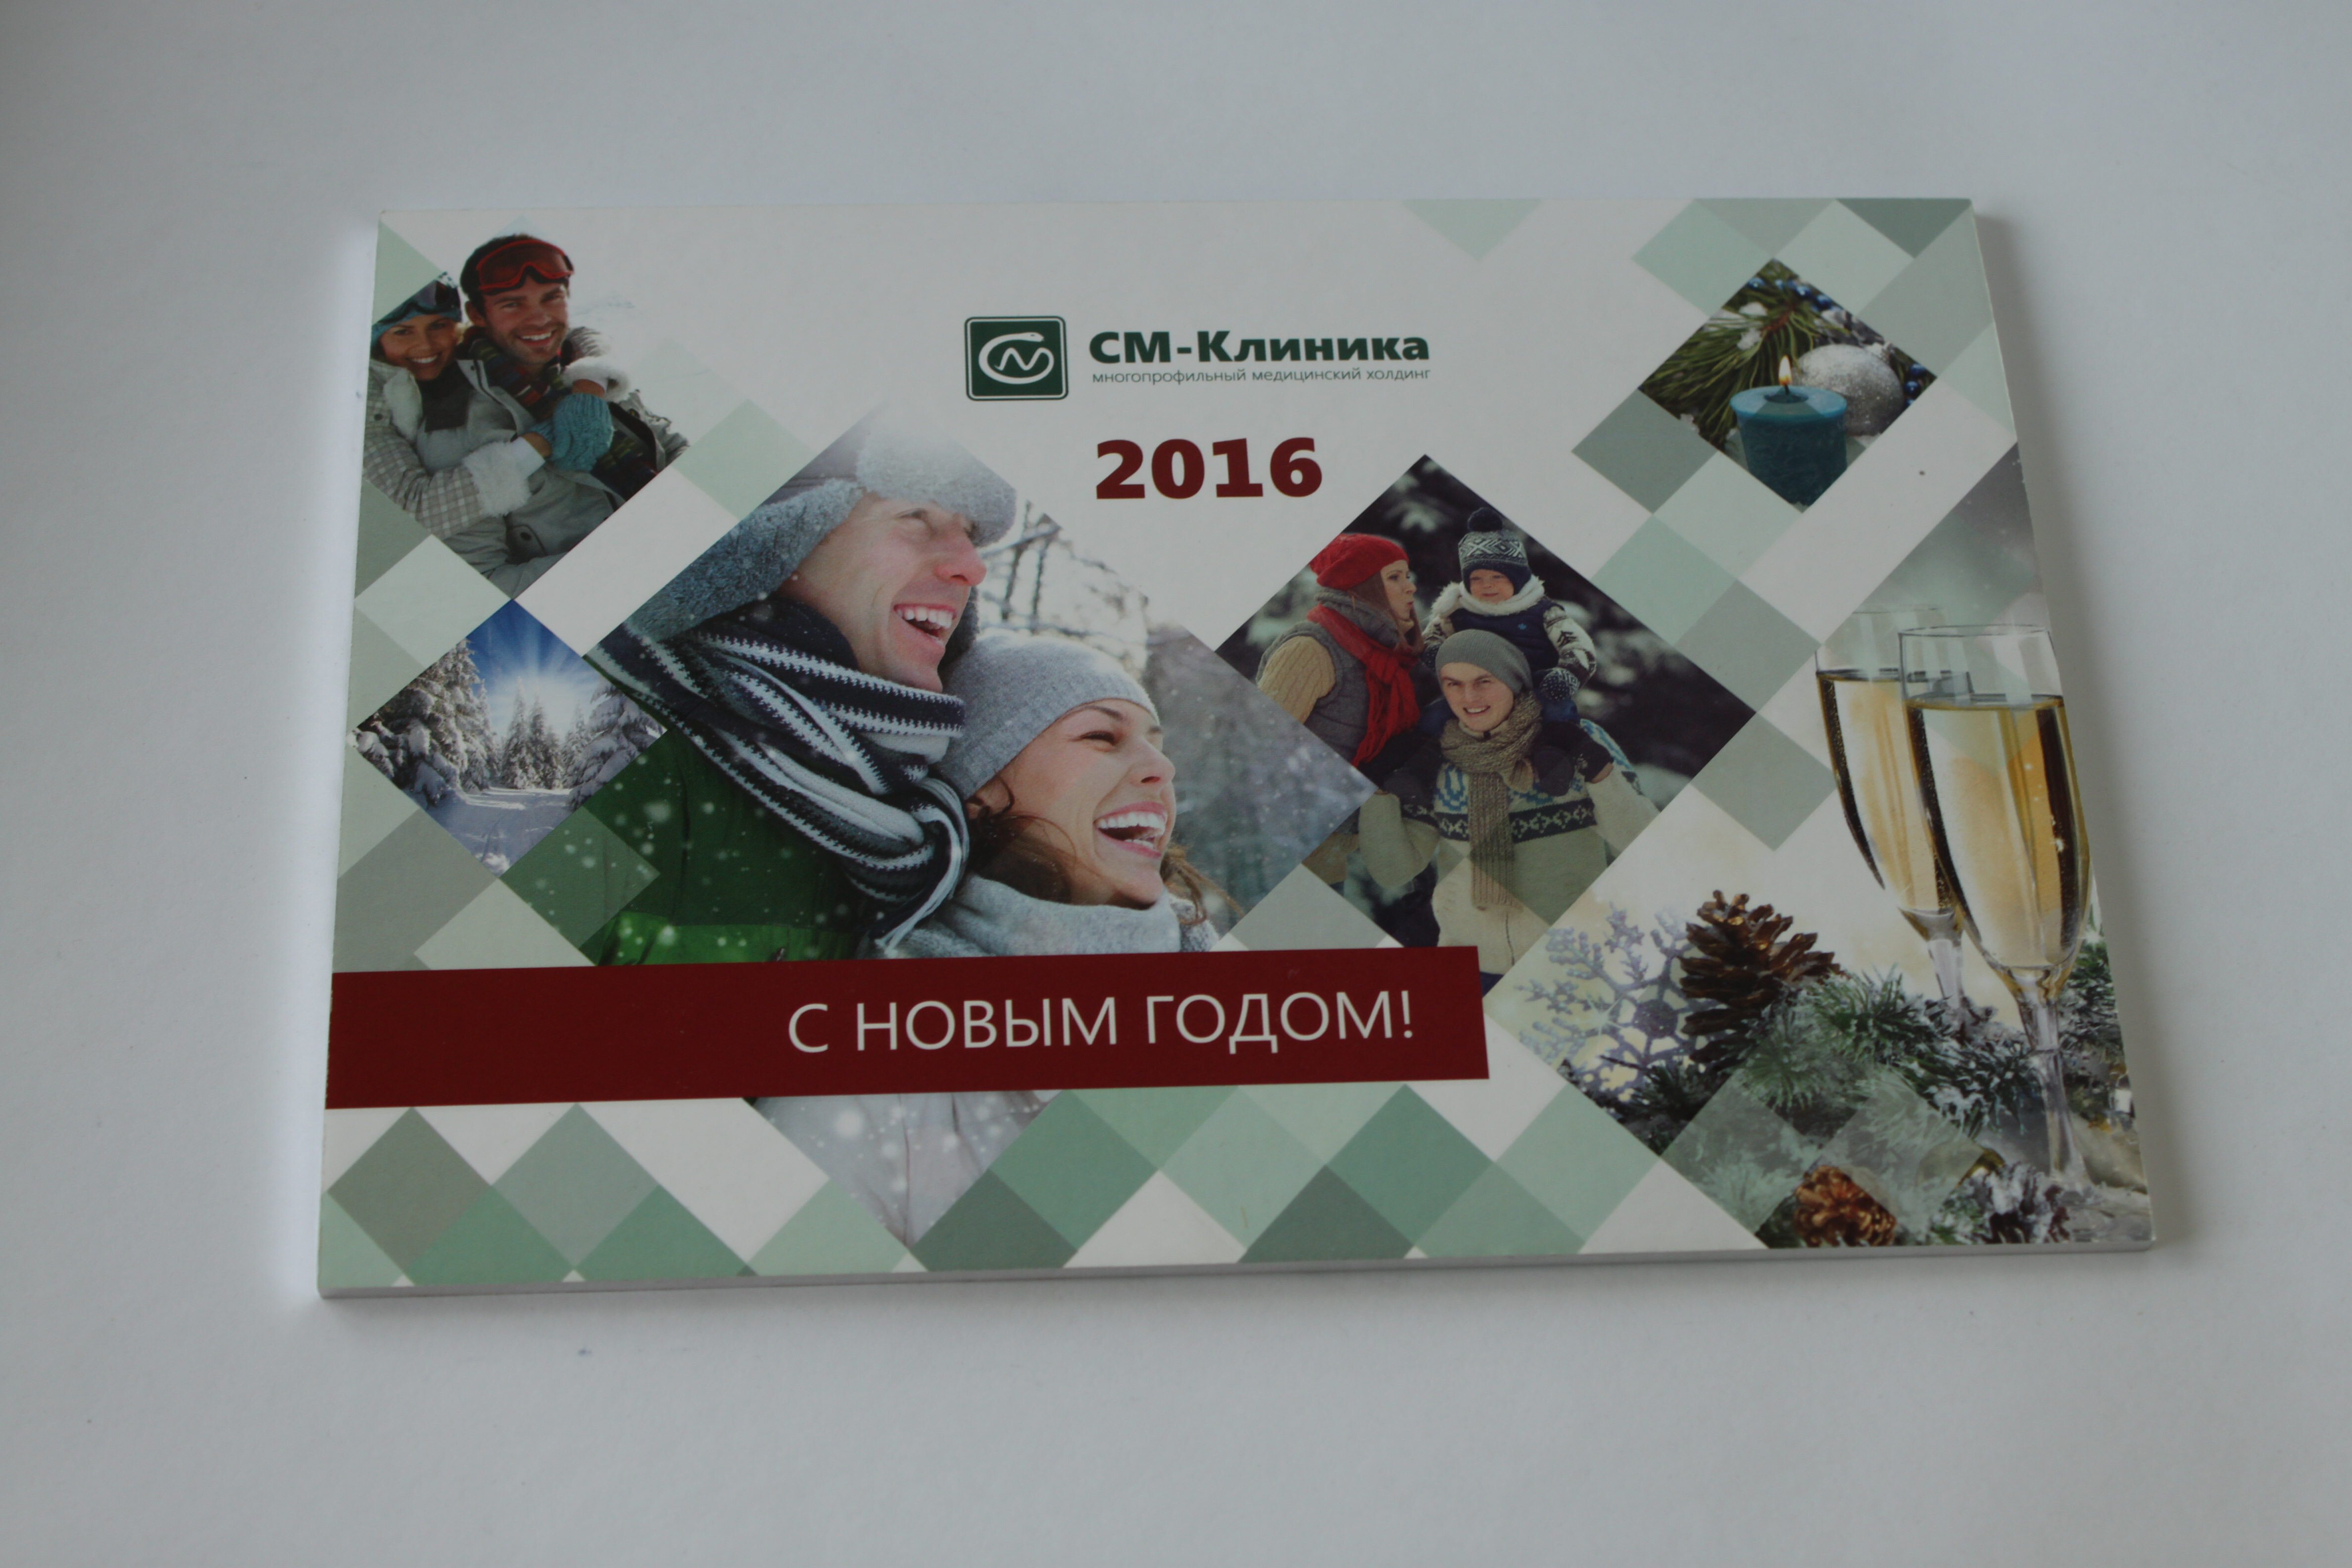 СМ-Клиника
многопрофильный медицинский холдинг
2016
С НОВЫМ ГОДОМ!